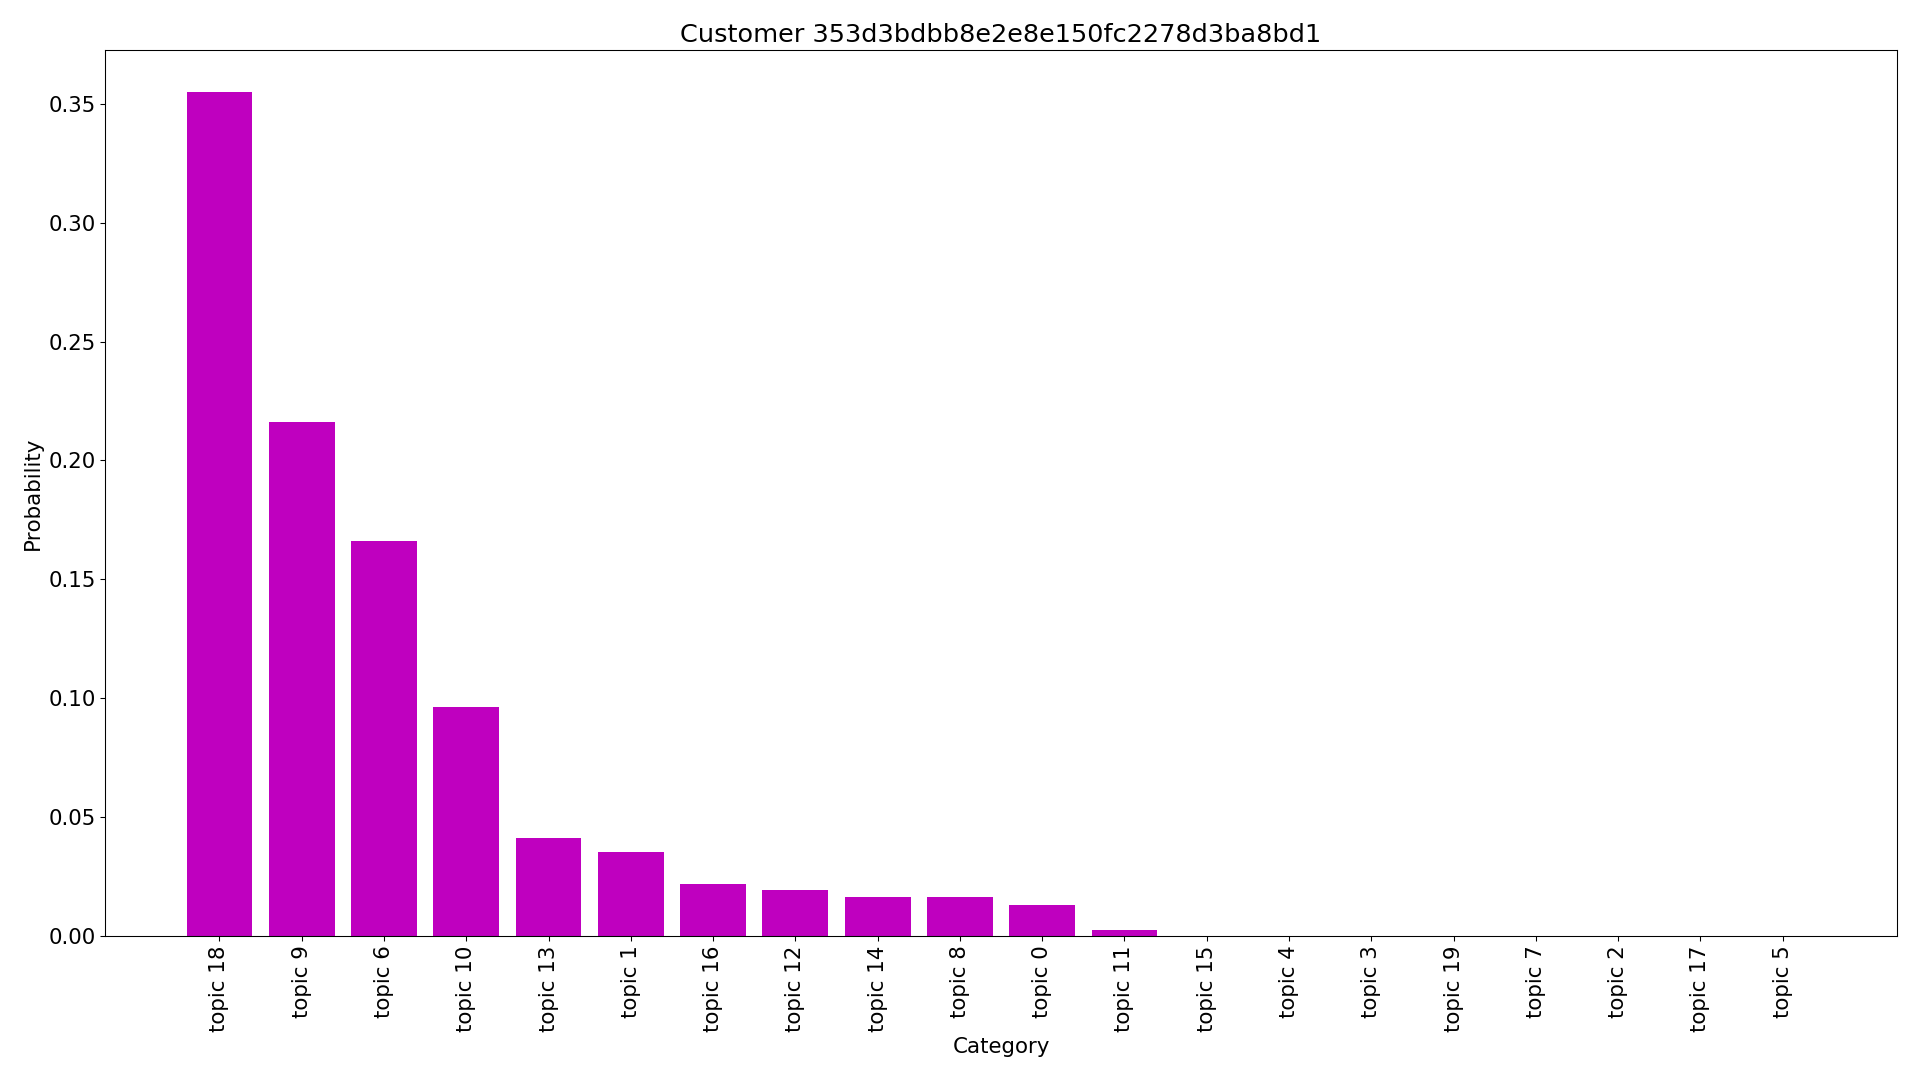 Customer 353d3bdbb8e2e8e150fc2278d3ba8bd1
Probability
0.35
0.30
0.25
0.20
0.15
0.10
0.05
0.00
topic 18
topic 9
topic 6
topic 10
topic 13
topic 1
topic 16
topic 12
topic 14
topic 8
topic 0
topic 11
topic 15
topic 4
topic 3
topic 19
topic 7
topic 2
topic 17
topic 5
Category